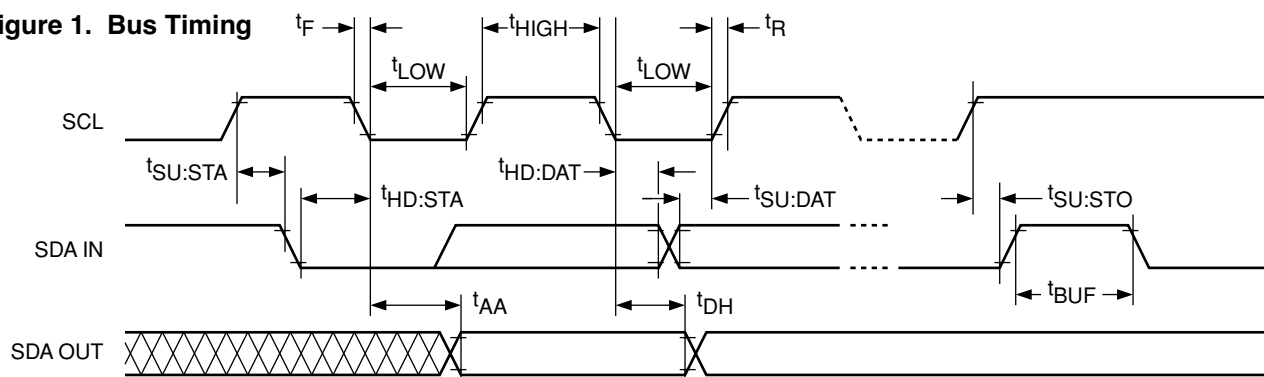 igure 1. Bus Timing
tF
tHIGH
tR
tLOW
tLOW
SCL
tSU:STA
tHD:STA
tHD:DAT
tSU:DAT
tSU:STO
SDA IN
tBUF
tAA
tDH
SDA OUT